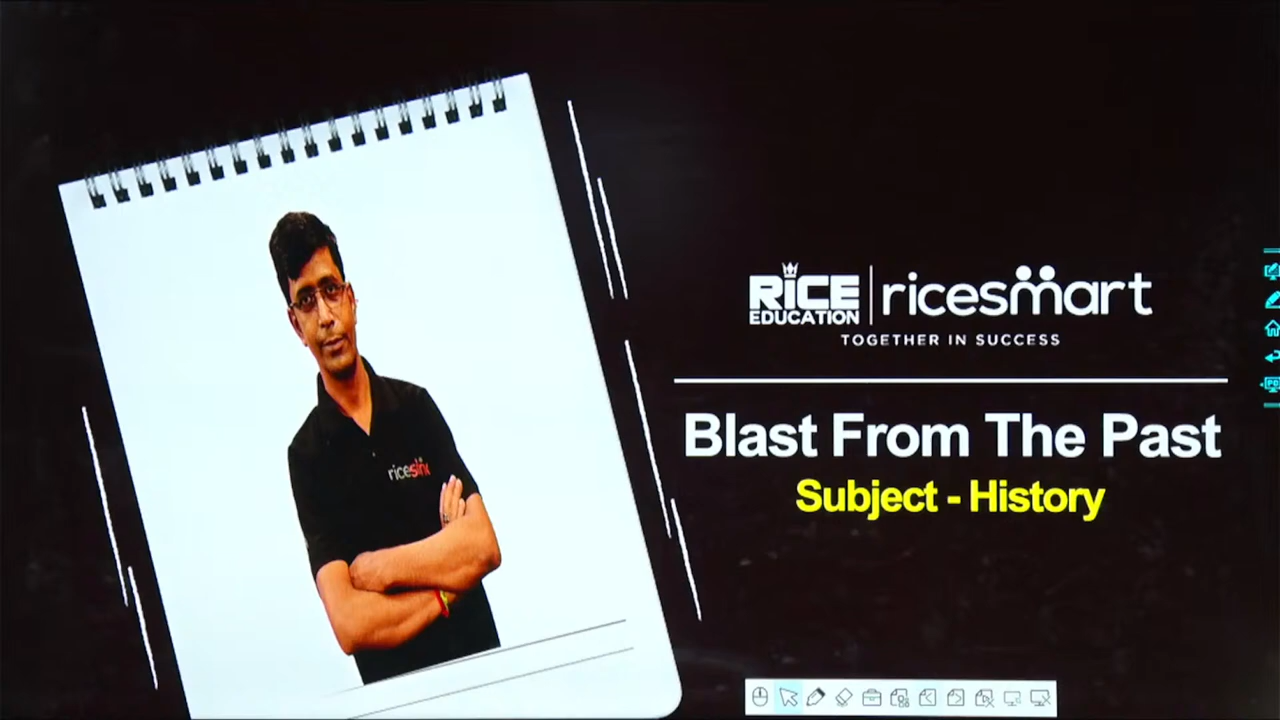 RICE
EDUCATION
ricesmart
TOGETHER IN SUCCESS
Blast From The Past
Subject - History